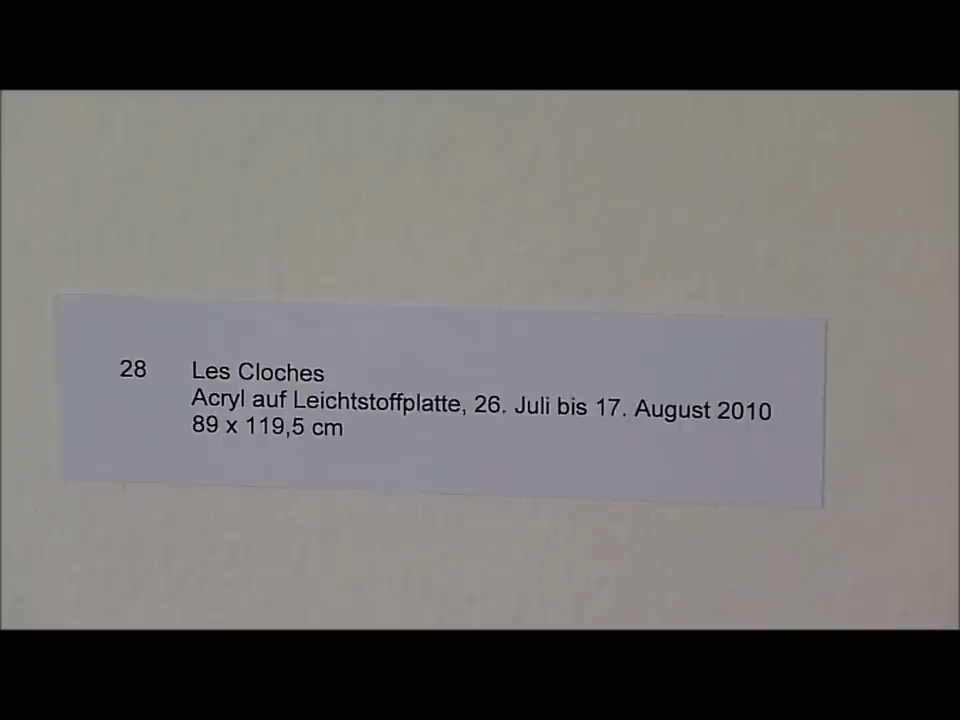 28 Les Cloches
Acryl auf Leichtstoffplatte, 26. Juli bis 17. August 2010
89 x 119,5 cm